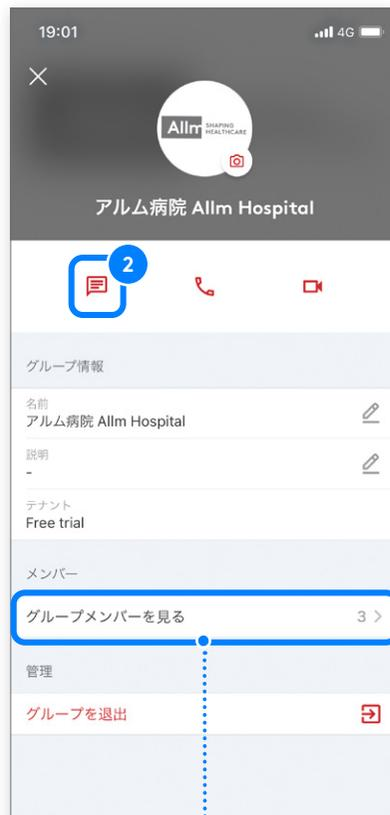 19:01
4G
Allm SHAPING
HEALTHCARE
アルム病院 Allm Hospital
2
グループ情報
名前
アルム病院 Allm Hospital
説明
-
テナント
Free trial
メンバー
グループメンバーを見る 3
管理
グループを退出